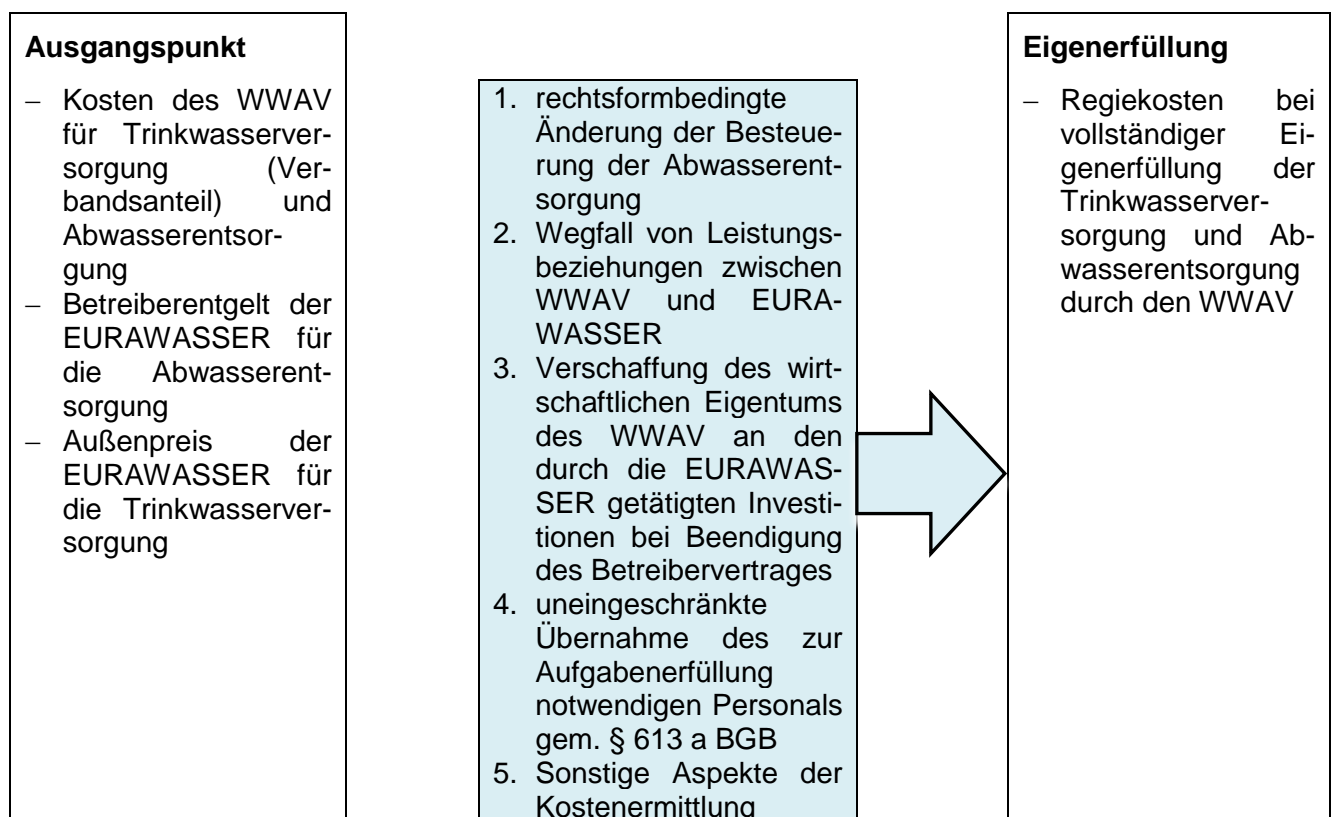 Ausgangspunkt
– Kosten des WWAV
für Trinkwasserver-
sorgung (Ver-
bandsanteil) und
Abwasserentsor-
gung
– Betreiberentgelt der
EURAWASSER für
die Abwasserent-
sorgung
– Außenpreis der
EURAWASSER für
die Trinkwasserver-
sorgung
1. rechtsformbedingte
Änderung der Besteue-
rung der Abwasserent-
sorgung
2. Wegfall von Leistungs-
beziehungen zwischen
WWAV und EURA-
WASSER
3. Verschaffung des wirt-
schaftlichen Eigentums
des WWAV an den
durch die EURAWAS-
SER getätigten Investi-
tionen bei Beendigung
des Betreibervertrages
4. uneingeschränkte
Übernahme des zur
Aufgabenerfüllung
notwendigen Personals
gem. § 613 a BGB
5. Sonstige Aspekte der
Kostenermittlung
Eigenerfüllung
– Regiekosten bei
vollständiger Ei-
generfüllung der
Trinkwasserver-
sorgung und Ab-
wasserentsorgung
durch den WWAV